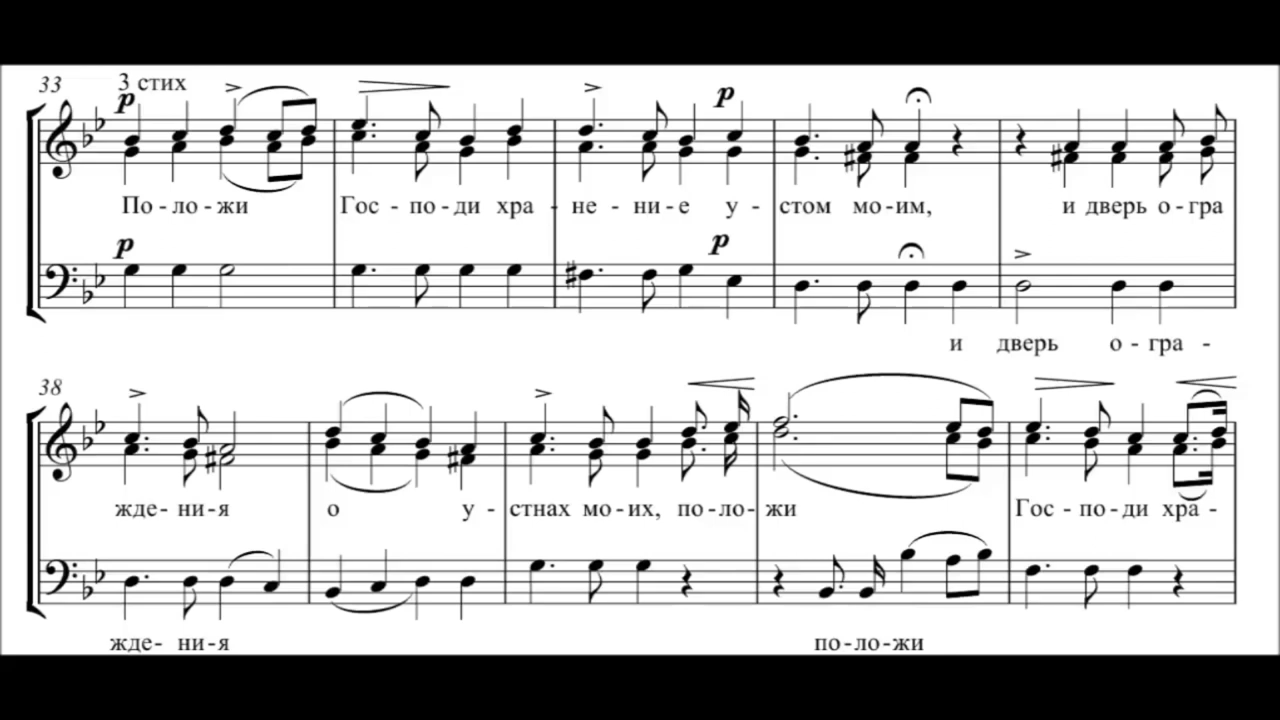 33 3 стих
p
По-ло-жи Гос-по-ди хра-не-ни-е у-стом мо-им, и дверь о-гра
p p
и дверь о-гра-
38
жде-ни-я о у-стнах мо-их, по-ло-жи Гос-по-ди хра-
жде-ни-я по-ло-жи